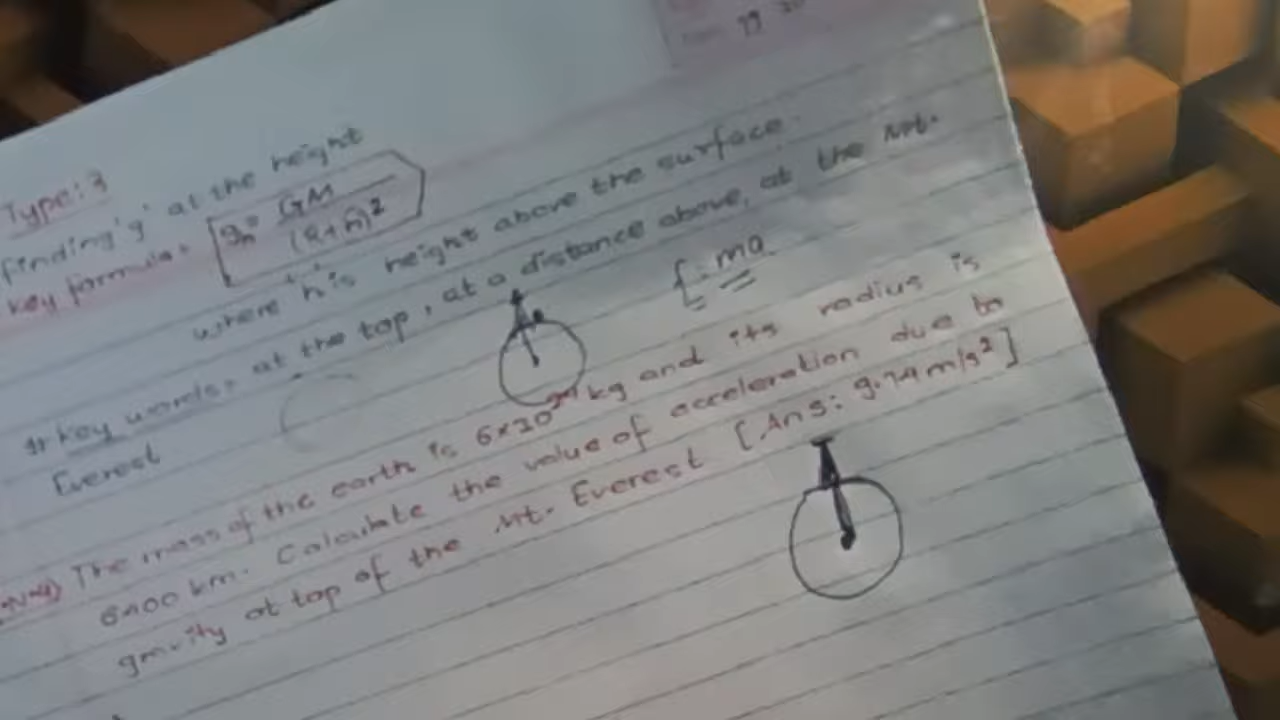 19 20
Type: 3
finding 'g' at the height
key formula = gh = GM / (R+h)²
where 'h' is height above the surface.
# key words, at the top, at a distance above, at the Mt.
Everest
f = ma
The mass of the earth is 6×10²⁴ kg and its radius is
6400 km. Calculate the value of acceleration due to
gravity at top of the Mt. Everest [Ans: 9.74 m/s²]